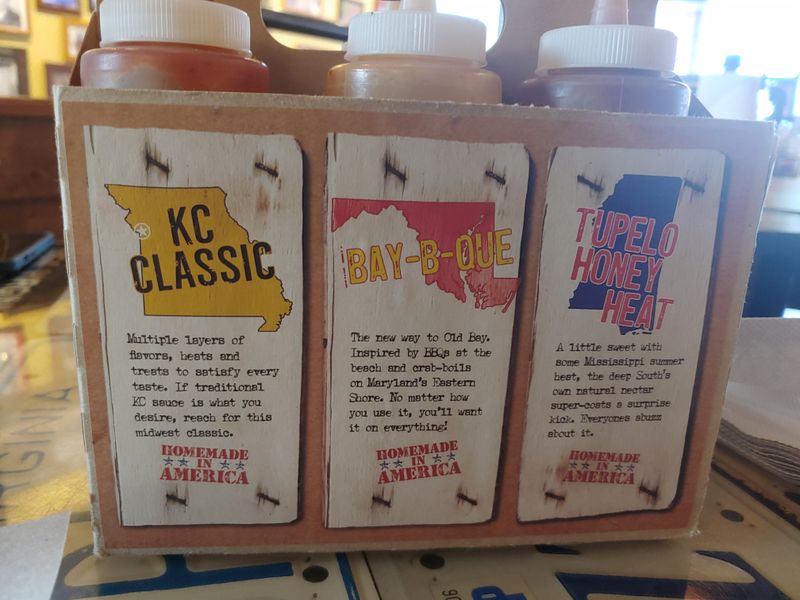 KC
CLASSIC
Multiple layers of
flavors, heats and
treats to satisfy every
taste. If traditional
KC sauce is what you
desire, reach for this
midwest classic.
HOMEMADE
IN
AMERICA
BAY-B-QUE
The new way to Old Bay.
Inspired by BBQs at the
beach and crab-boils
on Maryland's Eastern
Shore. No matter how
you use it, you'll want
it on everything!
HOMEMADE
IN
AMERICA
TUPELO
HONEY
HEAT
A little sweet with
some Mississippi summer
heat, the deep South's
own natural nectar
super-coats a surprise
kick. Everyones abuzz
about it.
HOMEMADE
IN
AMERICA